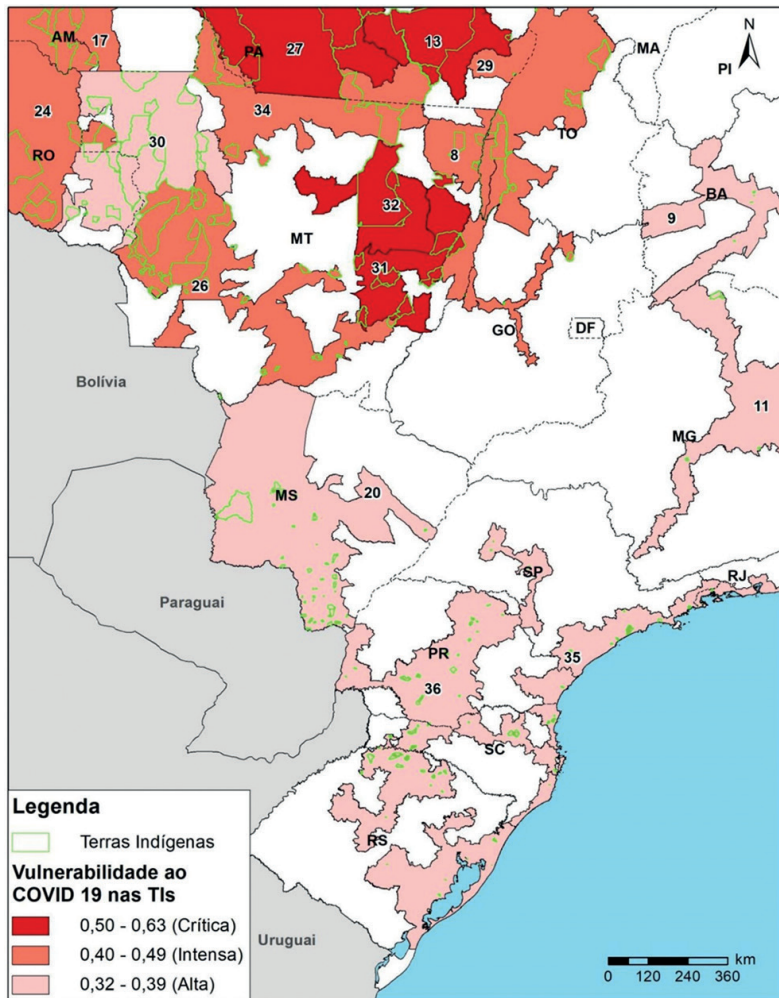 N
AM
17
PA
27
13
MA
PI
29
24
34
TO
30
8
RO
BA
32
9
MT
31
26
GO
DF
Bolívia
11
MG
MS
20
SP
RJ
Paraguai
PR
35
36
SC
Legenda
Terras Indígenas
RS
Vulnerabilidade ao
COVID 19 nas TIs
0,50 - 0,63 (Crítica)
0,40 - 0,49 (Intensa)
Uruguai
0,32 - 0,39 (Alta)
km
0 120 240 360